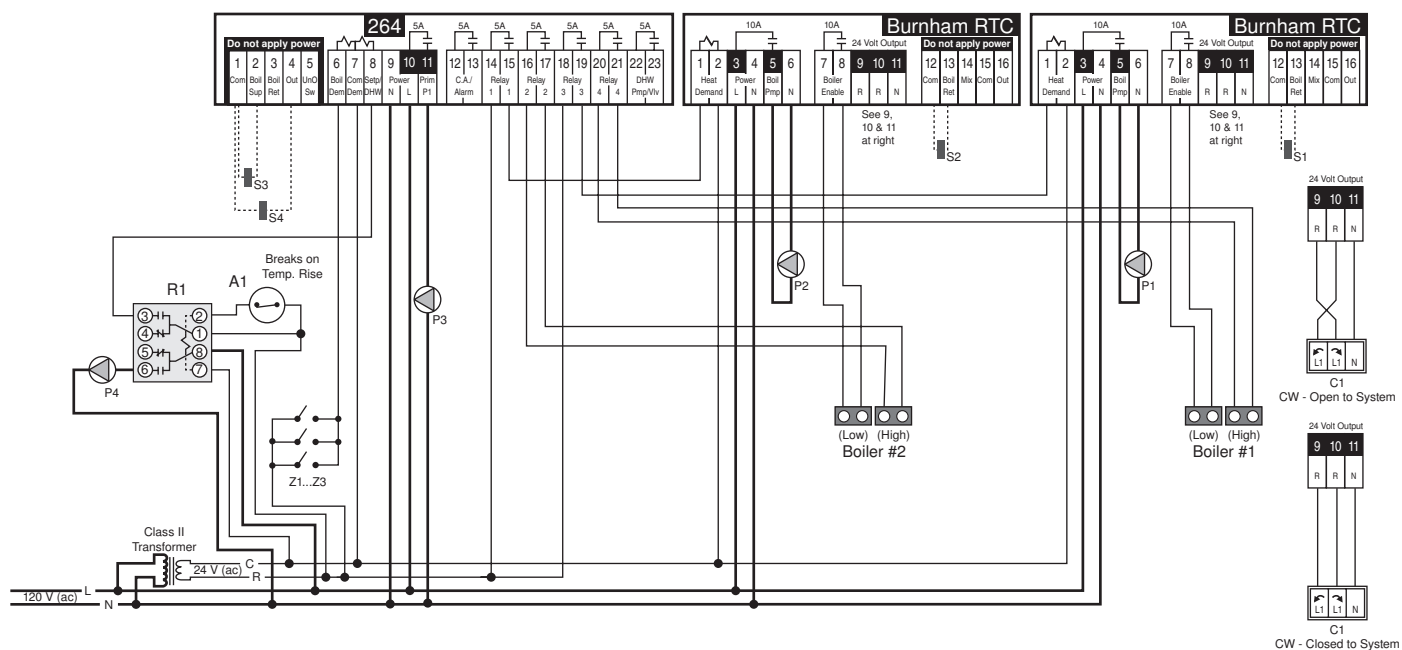 264
5A 5A 5A 5A 5A 5A
Do not apply power
1 2 3 4 5 6 7 8 9 10 11 12 13 14 15 16 17 18 19 20 21 22 23
Com Boil Boil Out UnO Boil Com Setp/ Power Prim C.A./ Relay Relay Relay Relay DHW
Sup Ret Sw Dem Dem DHW N L P1 Alarm 1 1 2 2 3 3 4 4 Pmp/Vlv
Burnham RTC
10A 10A
24 Volt Output
Do not apply power
1 2 3 4 5 6 7 8 9 10 11 12 13 14 15 16
Heat Power Boil Boiler Com Boil Mix Com Out
Demand L N Pmp N Enable R R N Ret
See 9,
10 & 11
at right
S2
Burnham RTC
10A 10A
24 Volt Output
Do not apply power
1 2 3 4 5 6 7 8 9 10 11 12 13 14 15 16
Heat Power Boil Boiler Com Boil Mix Com Out
Demand L N Pmp N Enable R R N Ret
See 9,
10 & 11
at right
S1
S3
S4
24 Volt Output
9 10 11
R R N
L1 L1 N
C1
CW - Open to System
Breaks on
Temp. Rise
A1
R1
3 2
4 1
5 8
6 7
P4
P3
P2
P1
Z1...Z3
(Low) (High)
Boiler #2
(Low) (High)
Boiler #1
24 Volt Output
9 10 11
R R N
L1 L1 N
C1
CW - Closed to System
Class II
Transformer
24 V (ac)
C
R
120 V (ac)
L
N